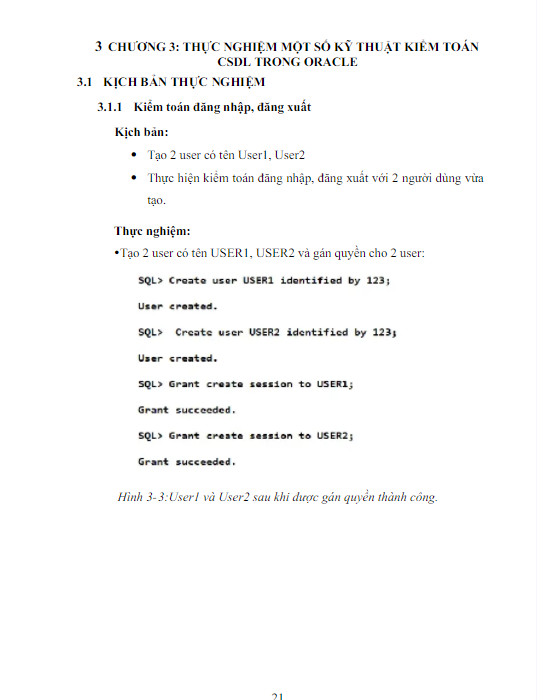 3 CHƯƠNG 3: THỰC NGHIỆM MỘT SỐ KỸ THUẬT KIỂM TOÁN
CSDL TRONG ORACLE
3.1 KỊCH BẢN THỰC NGHIỆM
3.1.1 Kiểm toán đăng nhập, đăng xuất
Kịch bản:
• Tạo 2 user có tên User1, User2
• Thực hiện kiểm toán đăng nhập, đăng xuất với 2 người dùng vừa
tạo.
Thực nghiệm:
•Tạo 2 user có tên USER1, USER2 và gán quyền cho 2 user:
SQL> Create user USER1 identified by 123;
User created.
SQL> Create user USER2 identified by 123;
User created.
SQL> Grant create session to USER1;
Grant succeeded.
SQL> Grant create session to USER2;
Grant succeeded.
Hình 3-3:User1 và User2 sau khi được gán quyền thành công.
21